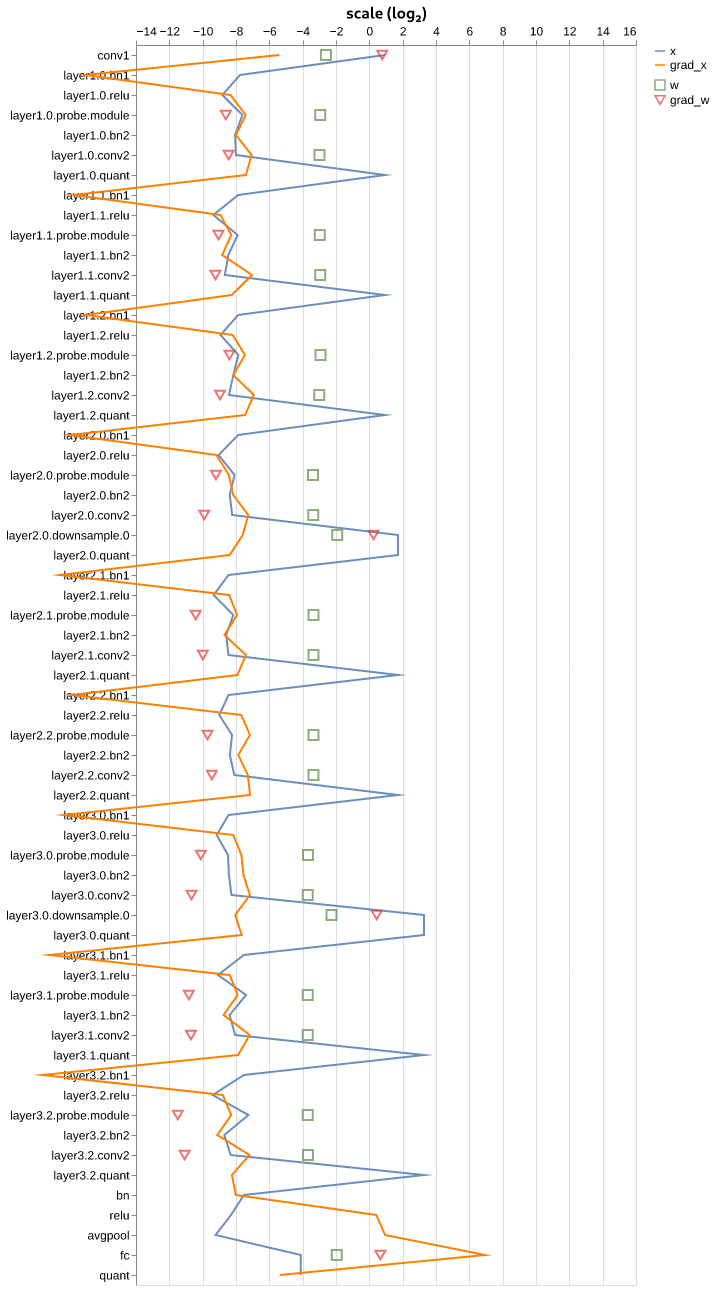 scale (log₂)
−14 −12 −10 −8 −6 −4 −2 0 2 4 6 8 10 12 14 16
x
grad_x
w
grad_w
conv1
layer1.0.bn1
layer1.0.relu
layer1.0.probe.module
layer1.0.bn2
layer1.0.conv2
layer1.0.quant
layer1.1.bn1
layer1.1.relu
layer1.1.probe.module
layer1.1.bn2
layer1.1.conv2
layer1.1.quant
layer1.2.bn1
layer1.2.relu
layer1.2.probe.module
layer1.2.bn2
layer1.2.conv2
layer1.2.quant
layer2.0.bn1
layer2.0.relu
layer2.0.probe.module
layer2.0.bn2
layer2.0.conv2
layer2.0.downsample.0
layer2.0.quant
layer2.1.bn1
layer2.1.relu
layer2.1.probe.module
layer2.1.bn2
layer2.1.conv2
layer2.1.quant
layer2.2.bn1
layer2.2.relu
layer2.2.probe.module
layer2.2.bn2
layer2.2.conv2
layer2.2.quant
layer3.0.bn1
layer3.0.relu
layer3.0.probe.module
layer3.0.bn2
layer3.0.conv2
layer3.0.downsample.0
layer3.0.quant
layer3.1.bn1
layer3.1.relu
layer3.1.probe.module
layer3.1.bn2
layer3.1.conv2
layer3.1.quant
layer3.2.bn1
layer3.2.relu
layer3.2.probe.module
layer3.2.bn2
layer3.2.conv2
layer3.2.quant
bn
relu
avgpool
fc
quant